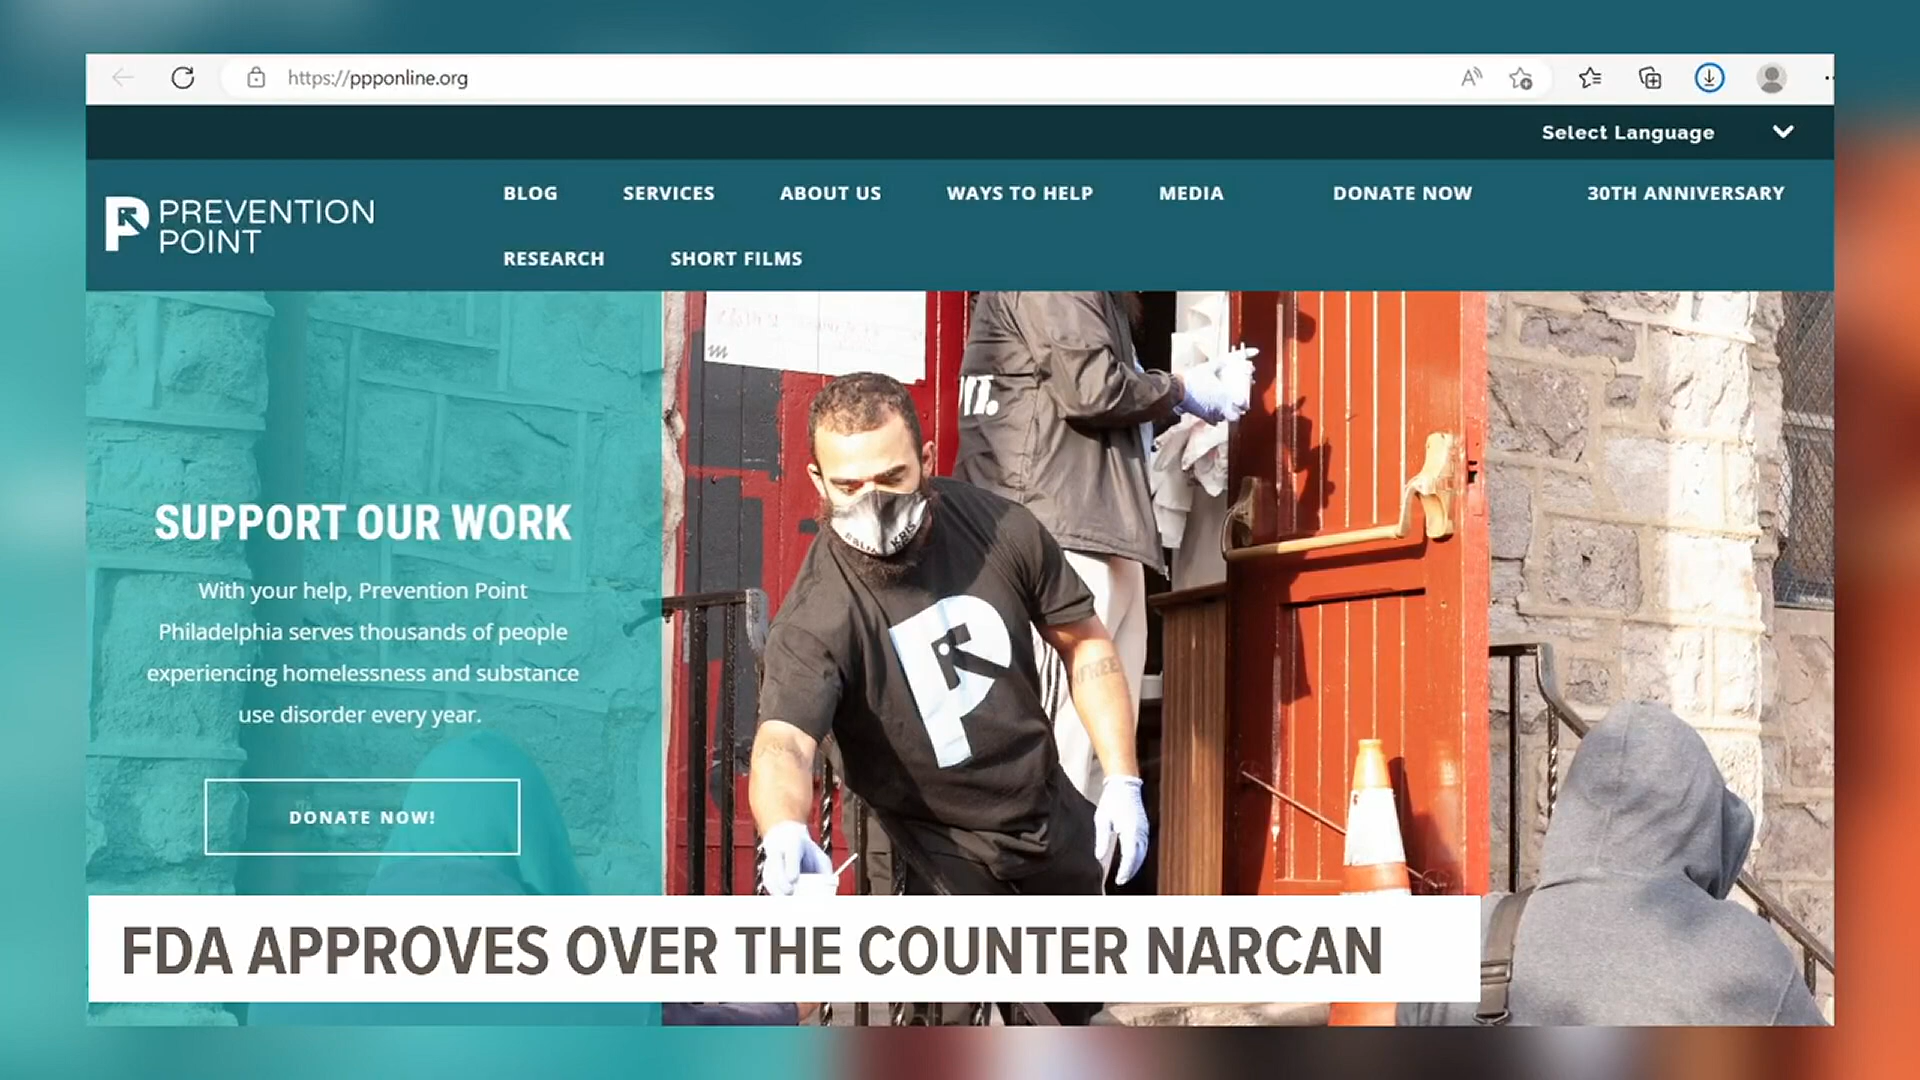 https://ppponline.org
Select Language
PREVENTION
POINT
BLOG SERVICES ABOUT US WAYS TO HELP MEDIA DONATE NOW 30TH ANNIVERSARY
RESEARCH SHORT FILMS
SUPPORT OUR WORK
With your help, Prevention Point
Philadelphia serves thousands of people
experiencing homelessness and substance
use disorder every year.
DONATE NOW!
FREE
FDA APPROVES OVER THE COUNTER NARCAN